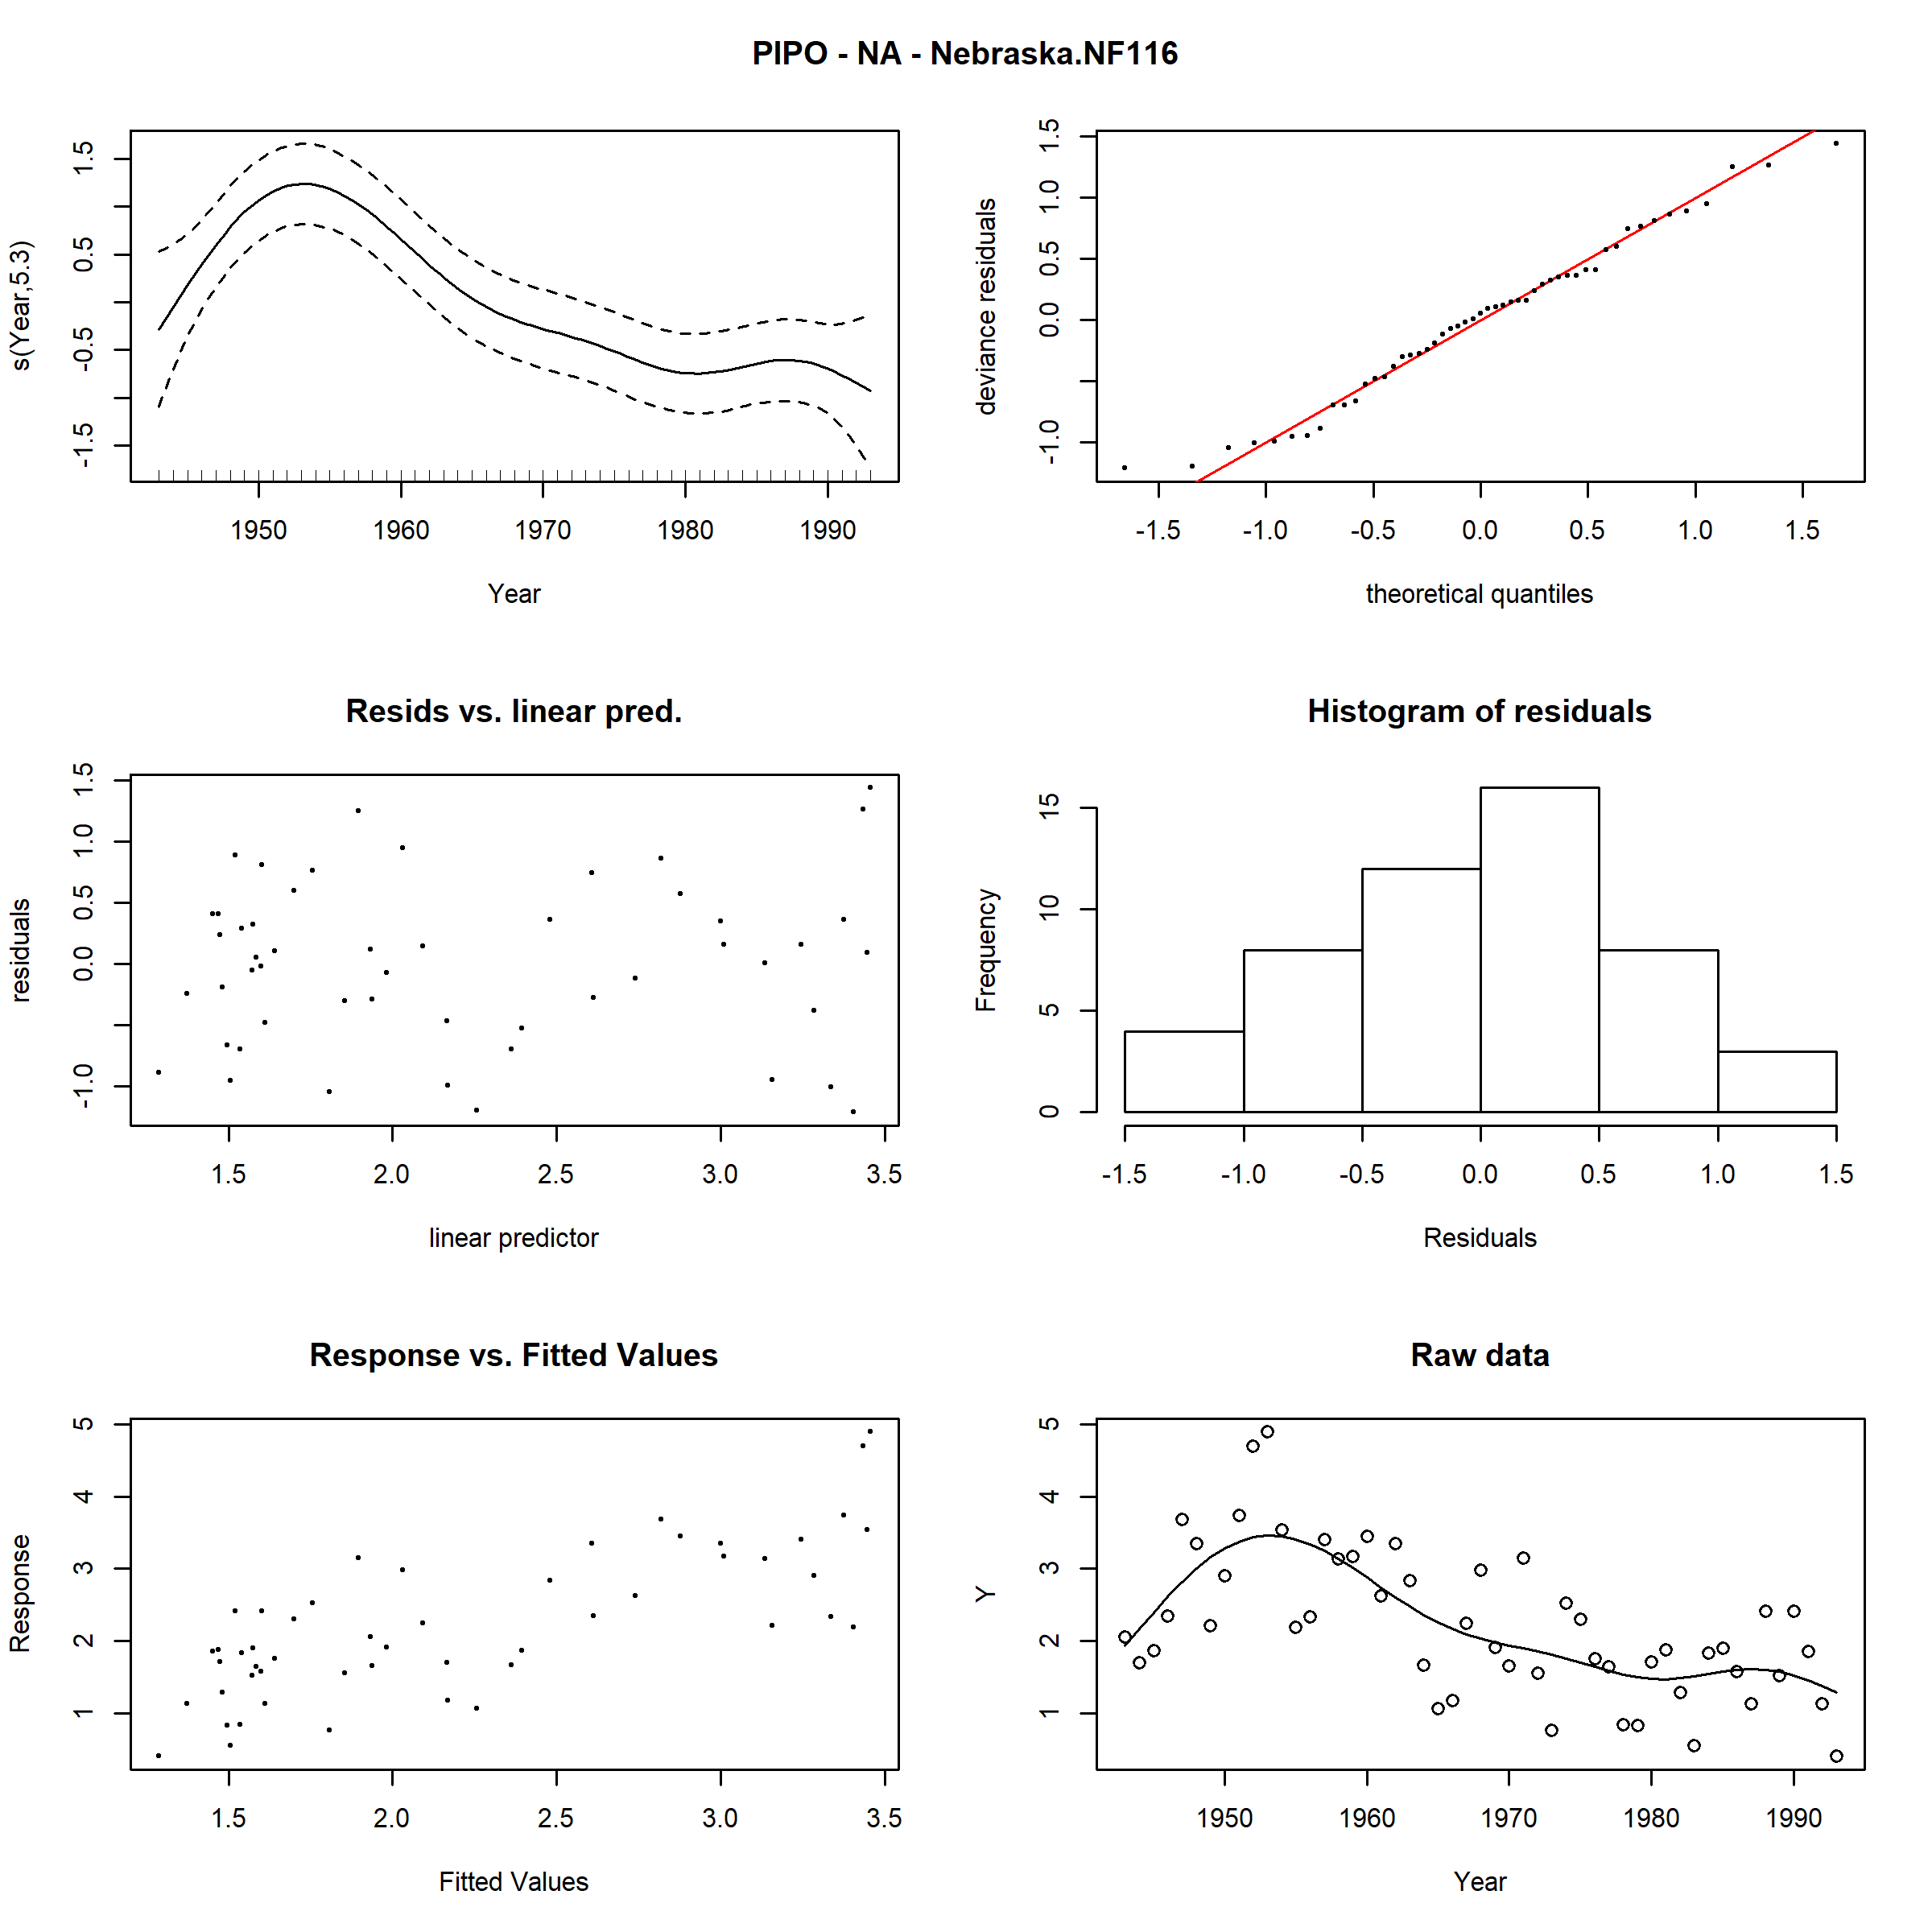 PIPO - NA - Nebraska.NF116
s(Year,5.3)
-1.5 -0.5 0.5 1.5
1950 1960 1970 1980 1990
Year
deviance residuals
-1.0 0.0 0.5 1.0 1.5
-1.5 -1.0 -0.5 0.0 0.5 1.0 1.5
theoretical quantiles
Resids vs. linear pred.
residuals
-1.0 0.0 0.5 1.0 1.5
1.5 2.0 2.5 3.0 3.5
linear predictor
Histogram of residuals
Frequency
0 5 10 15
-1.5 -1.0 -0.5 0.0 0.5 1.0 1.5
Residuals
Response vs. Fitted Values
Response
1 2 3 4 5
1.5 2.0 2.5 3.0 3.5
Fitted Values
Raw data
Y
1 2 3 4 5
1950 1960 1970 1980 1990
Year